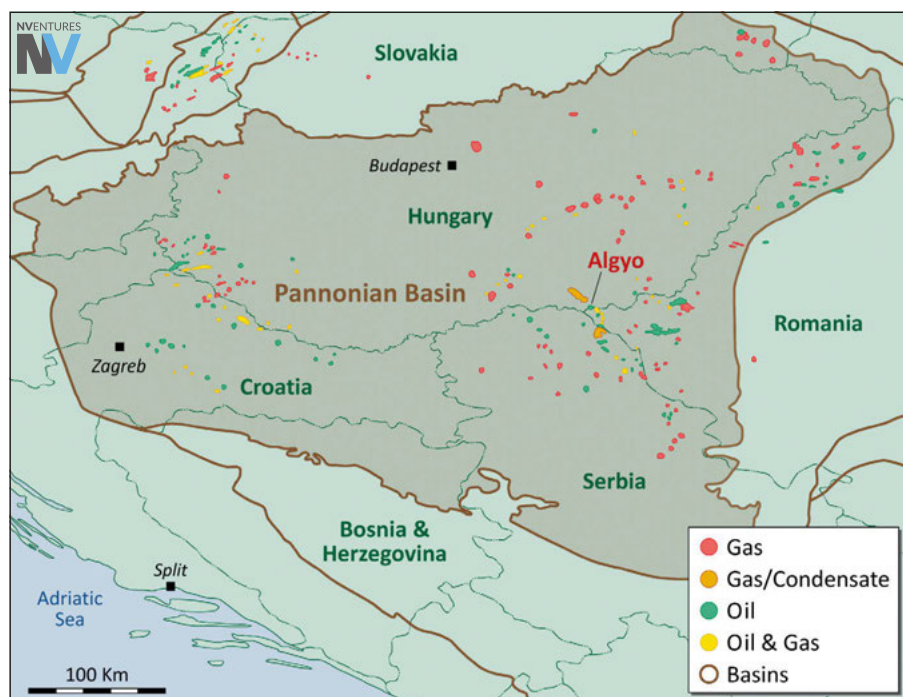 NVENTURES
NV
Slovakia
Budapest
Hungary
Algyo
Pannonian Basin
Romania
Zagreb
Croatia
Serbia
Bosnia &
Herzegovina
Split
Adriatic
Sea
100 Km
Gas
Gas/Condensate
Oil
Oil & Gas
Basins